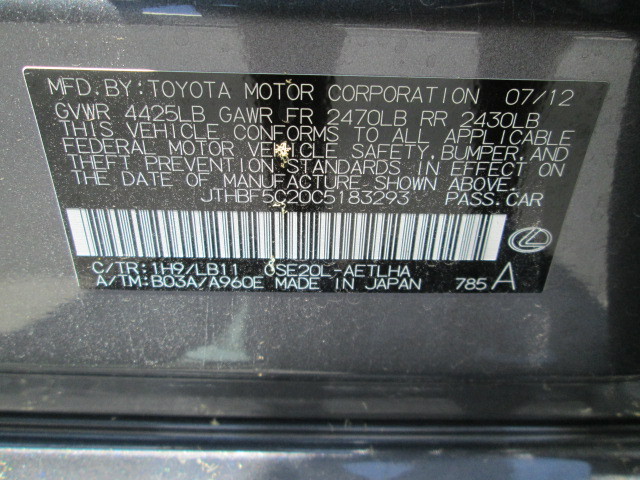 MFD. BY: TOYOTA MOTOR CORPORATION 07/12
GVWR 4425LB GAWR FR 2470LB RR 2430LB
THIS VEHICLE CONFORMS TO ALL APPLICABLE
FEDERAL MOTOR VEHICLE SAFETY, BUMPER, AND
THEFT PREVENTION STANDARDS IN EFFECT ON
THE DATE OF MANUFACTURE SHOWN ABOVE.
JTHBF5C20C5183293 PASS. CAR
C/TR: 1H9/LB11 GSE20L-AETLHA
A/TM: B03A/A960E MADE IN JAPAN 785 A